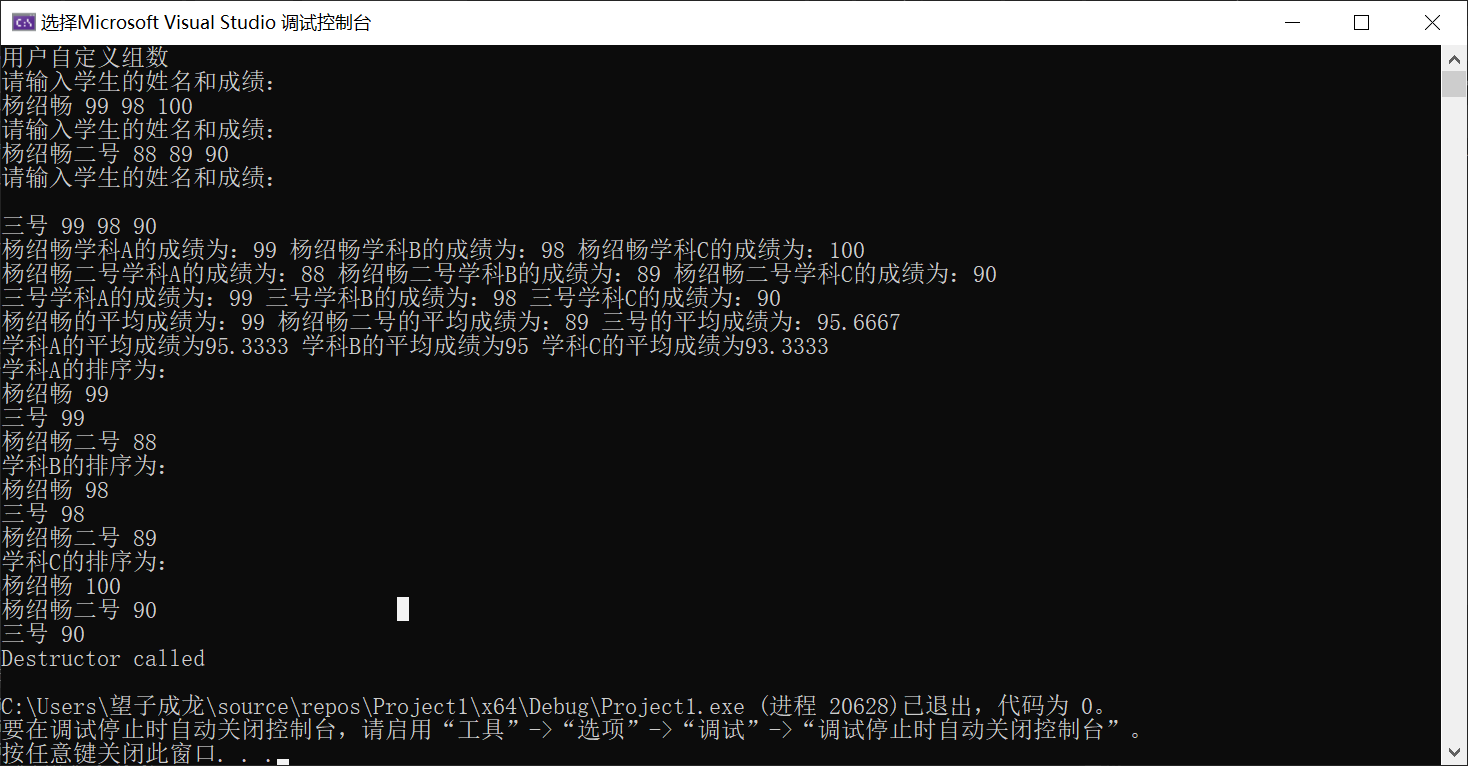 选择Microsoft Visual Studio 调试控制台
用户自定义组数
请输入学生的姓名和成绩：
杨绍畅 99 98 100
请输入学生的姓名和成绩：
杨绍畅二号 88 89 90
请输入学生的姓名和成绩：
三号 99 98 90
杨绍畅学科A的成绩为：99 杨绍畅学科B的成绩为：98 杨绍畅学科C的成绩为：100
杨绍畅二号学科A的成绩为：88 杨绍畅二号学科B的成绩为：89 杨绍畅二号学科C的成绩为：90
三号学科A的成绩为：99 三号学科B的成绩为：98 三号学科C的成绩为：90
杨绍畅的平均成绩为：99 杨绍畅二号的平均成绩为：89 三号的平均成绩为：95.6667
学科A的平均成绩为95.3333 学科B的平均成绩为95 学科C的平均成绩为93.3333
学科A的排序为：
杨绍畅 99
三号 99
杨绍畅二号 88
学科B的排序为：
杨绍畅 98
三号 98
杨绍畅二号 89
学科C的排序为：
杨绍畅 100
杨绍畅二号 90
三号 90
Destructor called
C:\Users\望子成龙\source\repos\Project1\x64\Debug\Project1.exe (进程 20628)已退出，代码为 0。
要在调试停止时自动关闭控制台，请启用“工具”->“选项”->“调试”->“调试停止时自动关闭控制台”。
按任意键关闭此窗口. . .